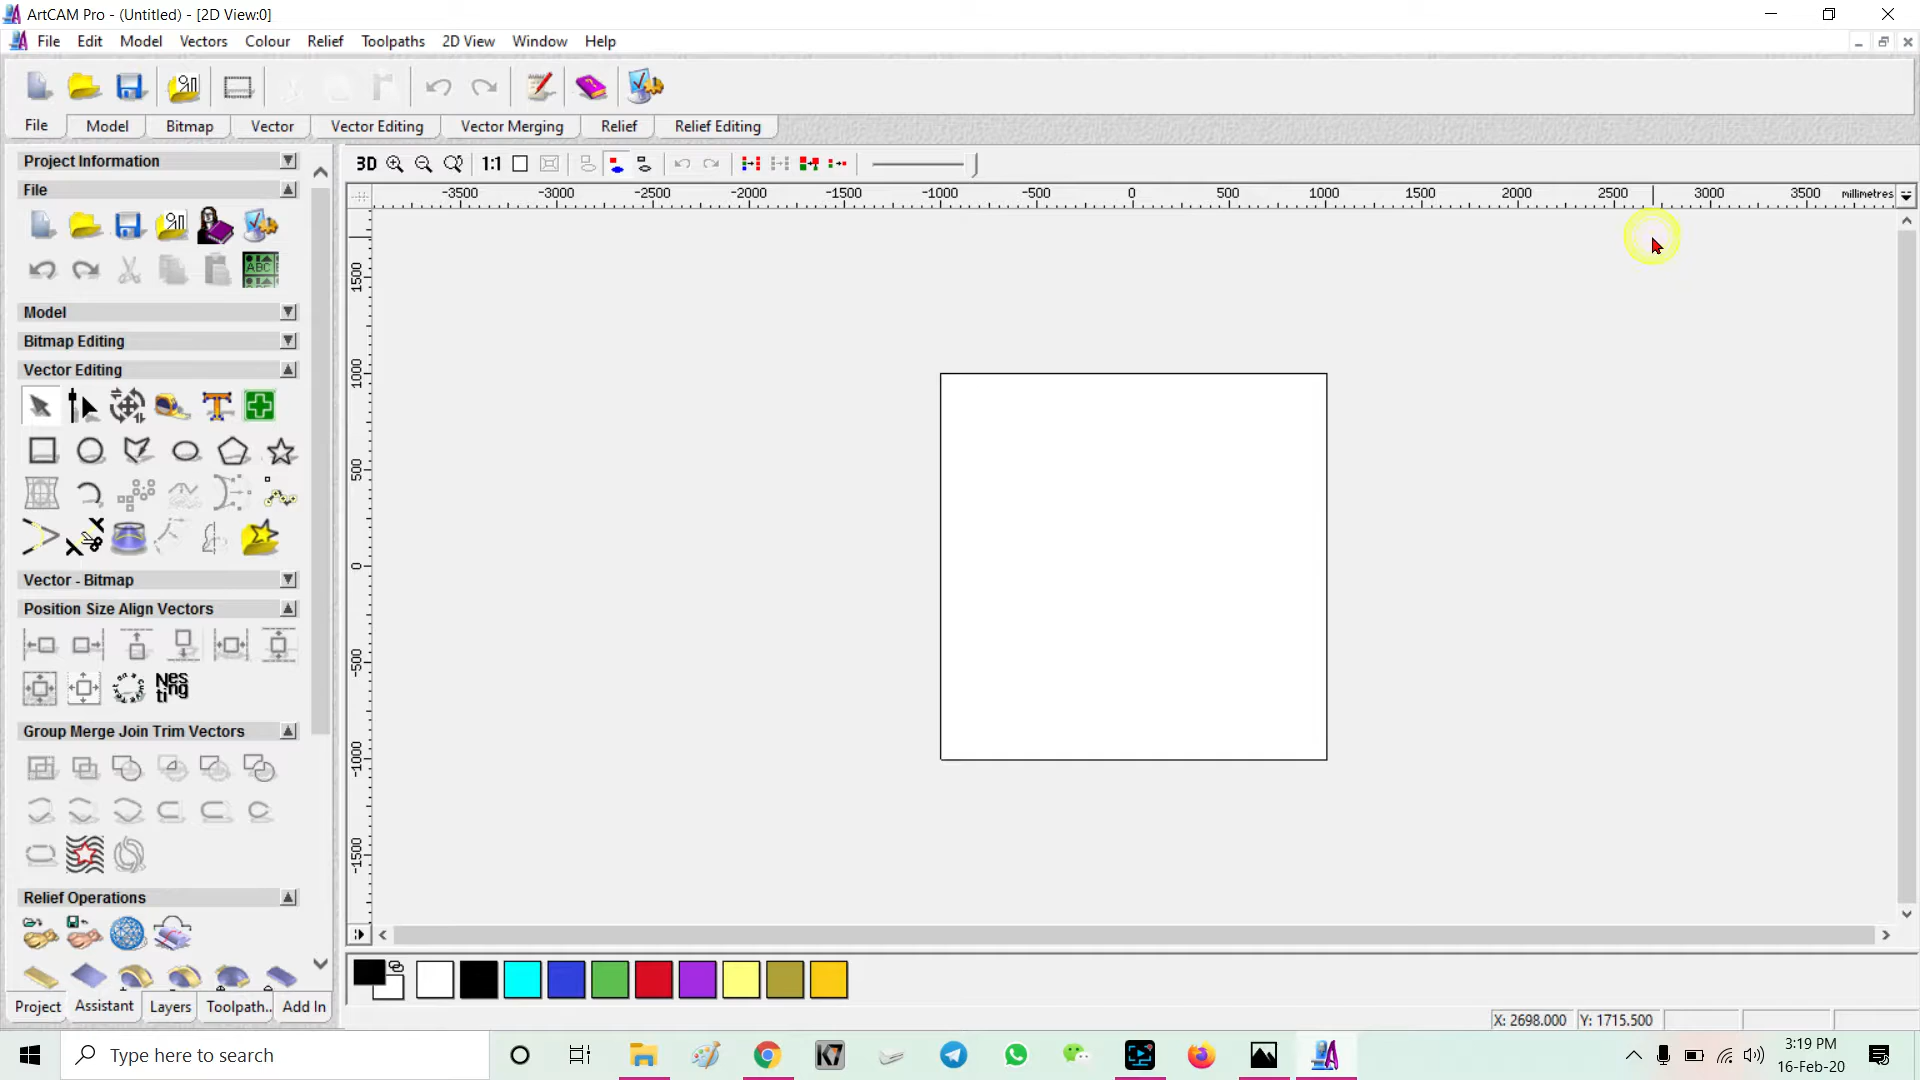 ArtCAM Pro - (Untitled) - [2D View:0]
File Edit Model Vectors Colour Relief Toolpaths 2D View Window Help
File Model Bitmap Vector Vector Editing Vector Merging Relief Relief Editing
Project Information
File
ABC
Model
Bitmap Editing
Vector Editing
Vector - Bitmap
Position Size Align Vectors
Nes
ting
Group Merge Join Trim Vectors
Relief Operations
Project Assistant Layers Toolpath.. Add In
3D 1:1
-3500 -3000 -2500 -2000 -1500 -1000 -500 0 500 1000 1500 2000 2500 3000 3500 millimetres
1500
1000
500
0
-500
-1000
-1500
X: 2698.000 Y: 1715.500
Type here to search
K7
3:19 PM
16-Feb-20